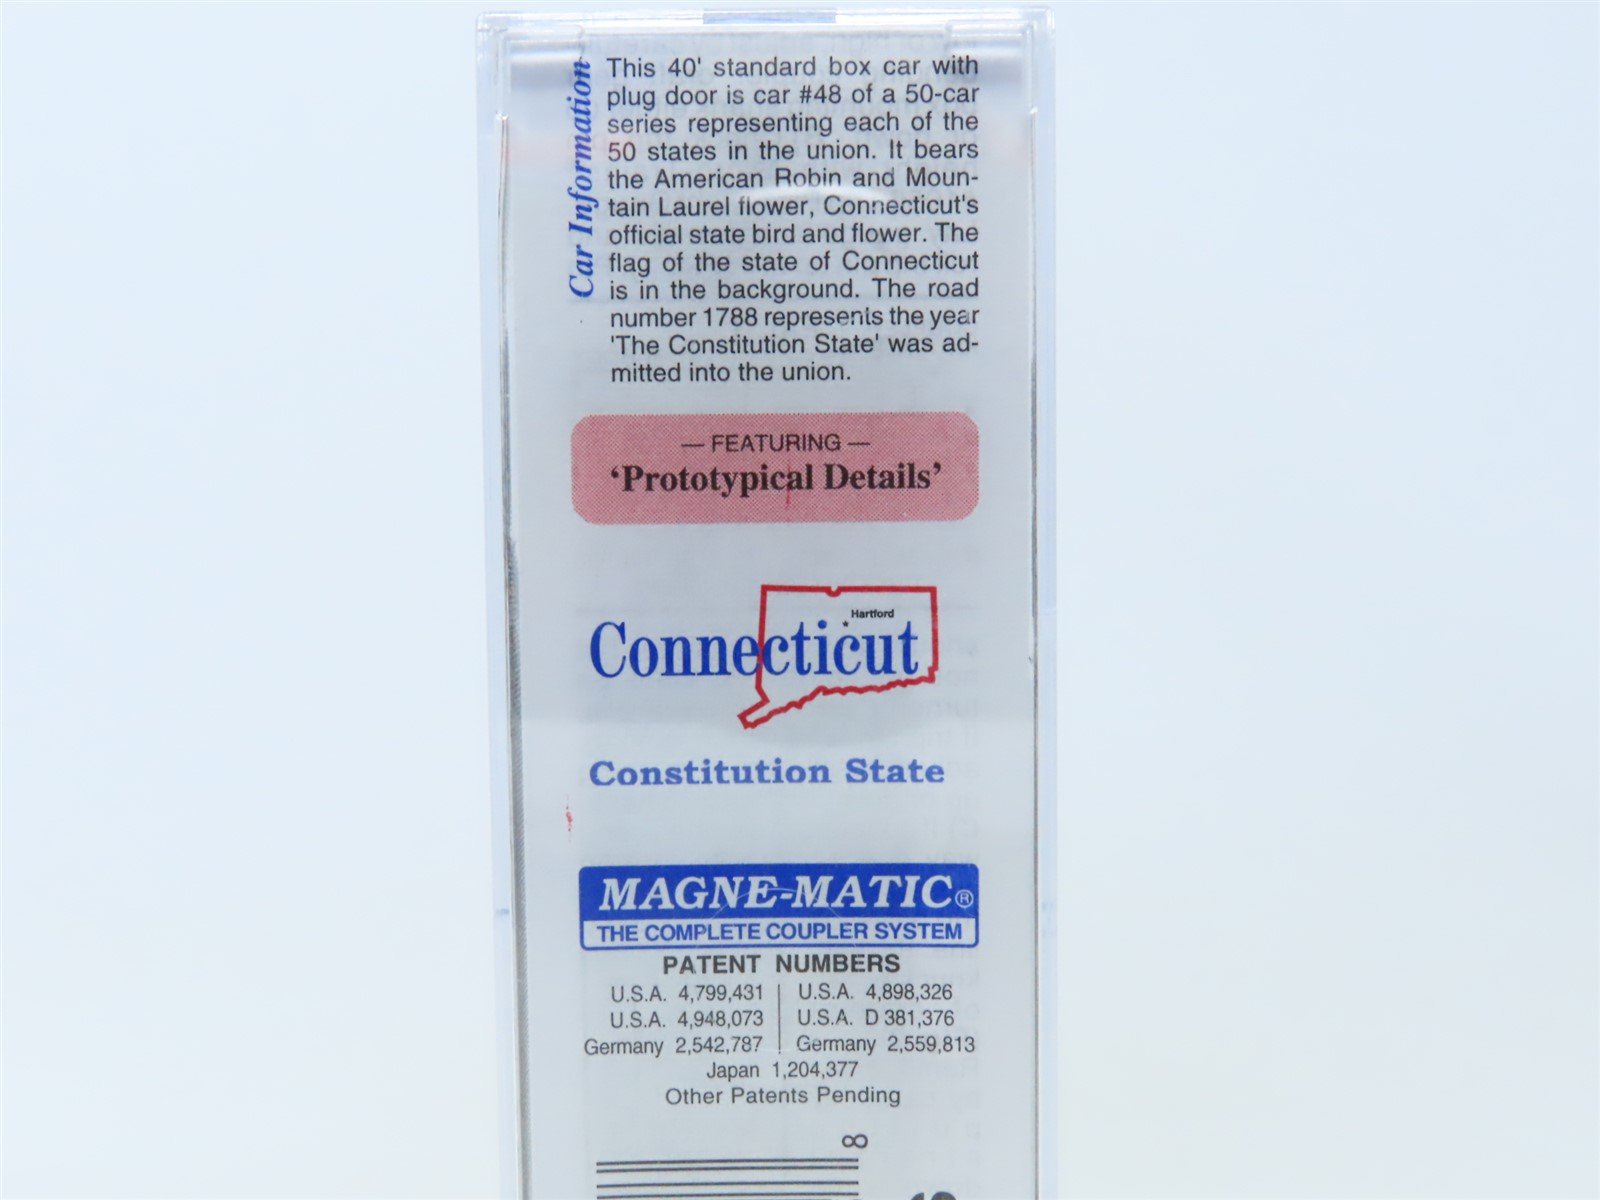 Car Information
This 40' standard box car with
plug door is car #48 of a 50-car
series representing each of the
50 states in the union. It bears
the American Robin and Moun-
tain Laurel flower, Connecticut's
official state bird and flower. The
flag of the state of Connecticut
is in the background. The road
number 1788 represents the year
'The Constitution State' was ad-
mitted into the union.
— FEATURING —
‘Prototypical Details’
Hartford
Connecticut
Constitution State
MAGNE-MATIC®
THE COMPLETE COUPLER SYSTEM
PATENT NUMBERS
U.S.A. 4,799,431 | U.S.A. 4,898,326
U.S.A. 4,948,073 | U.S.A. D 381,376
Germany 2,542,787 | Germany 2,559,813
Japan 1,204,377
Other Patents Pending
8